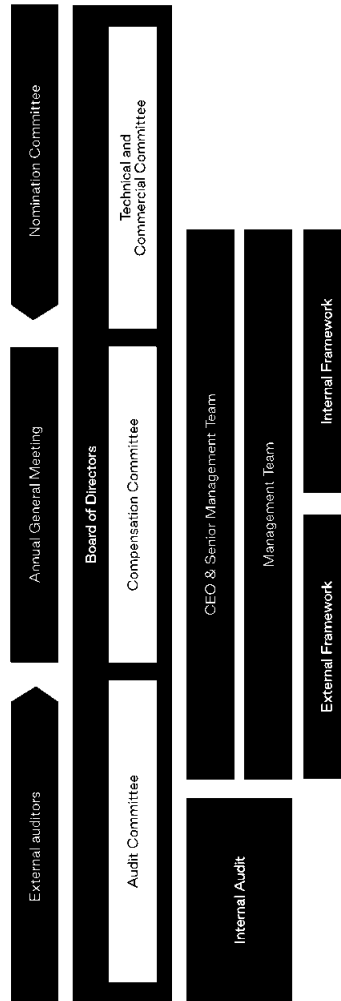 External auditors
Annual General Meeting
Nomination Committee
Board of Directors
Audit Committee
Compensation Committee
Technical and
Commercial Committee
Internal Audit
CEO & Senior Management Team
Management Team
External Framework
Internal Framework